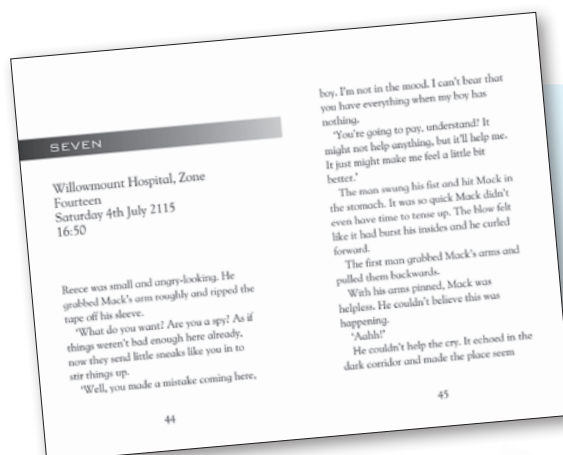 SEVEN
Willowmount Hospital, Zone
Fourteen
Saturday 4th July 2115
16:50
Reece was small and angry-looking. He
grabbed Mack's arm roughly and ripped the
tape off his sleeve.
'What do you want? Are you a spy? As if
things weren't bad enough here already,
now they send little sneaks like you in to
stir things up.
'Well, you made a mistake coming here,
44
boy. I'm not in the mood. I can't bear that
you have everything when my boy has
nothing.
'You're going to pay, understand? It
might not help anything, but it'll help me.
It just might make me feel a little bit
better.'
The man swung his fist and hit Mack in
the stomach. It was so quick Mack didn't
even have time to tense up. The blow felt
like it had burst his insides and he curled
forward.
The first man grabbed Mack's arms and
pulled them backwards.
With his arms pinned, Mack was
helpless. He couldn't believe this was
happening.
'Aahh!'
He couldn't help the cry. It echoed in the
dark corridor and made the place seem
45